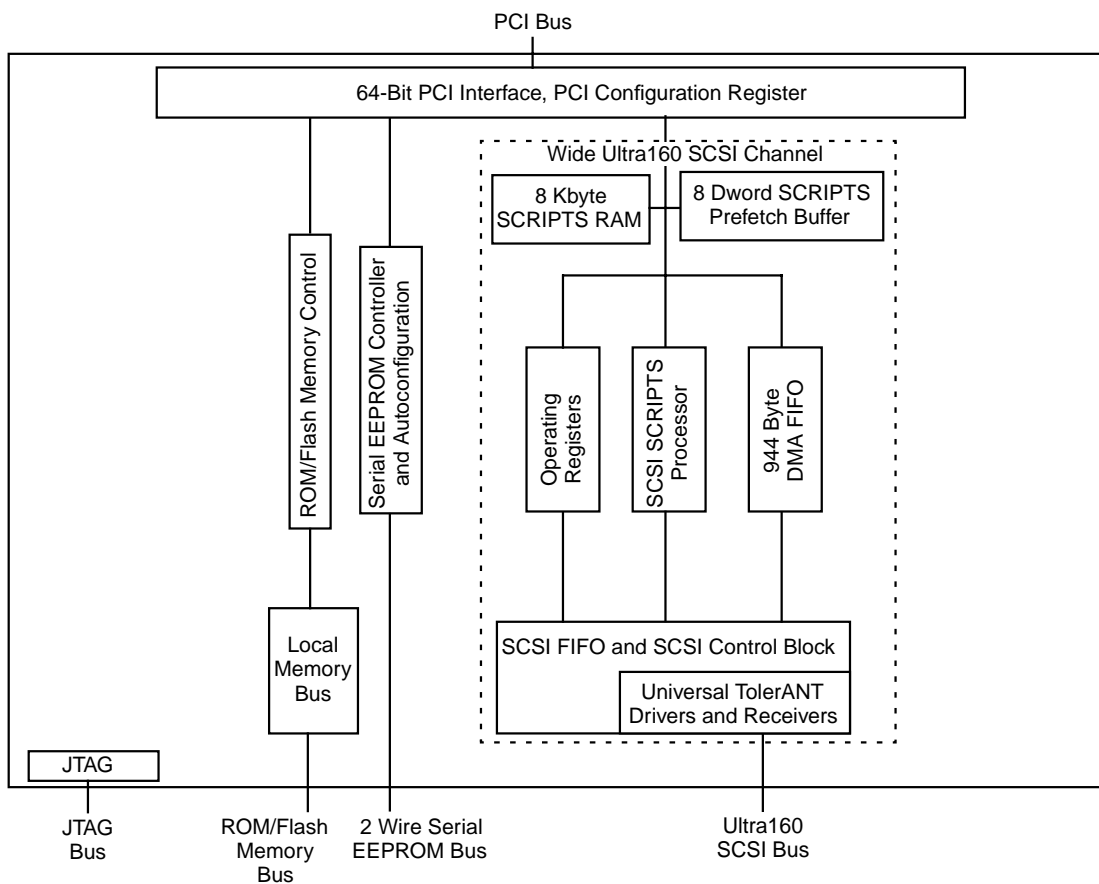 PCI Bus
64-Bit PCI Interface, PCI Configuration Register
Wide Ultra160 SCSI Channel
8 Kbyte
SCRIPTS RAM
8 Dword SCRIPTS
Prefetch Buffer
ROM/Flash Memory Control
Serial EEPROM Controller
and Autoconfiguration
Operating
Registers
SCSI SCRIPTS
Processor
944 Byte
DMA FIFO
Local
Memory
Bus
SCSI FIFO and SCSI Control Block
Universal TolerANT
Drivers and Receivers
JTAG
JTAG
Bus
ROM/Flash
Memory
Bus
2 Wire Serial
EEPROM Bus
Ultra160
SCSI Bus